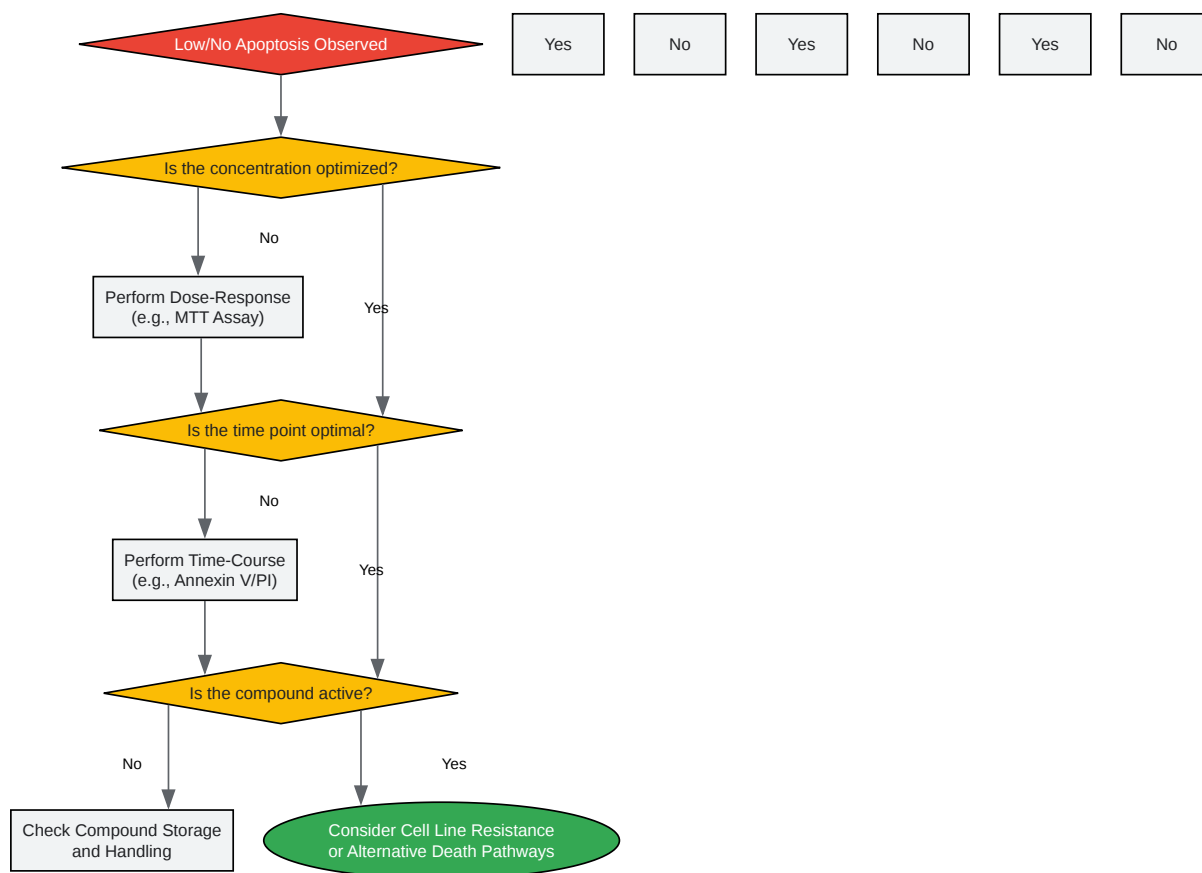 Low/No Apoptosis Observed
Yes
No
Yes
No
Yes
No
Is the concentration optimized?
No
Perform Dose-Response
(e.g., MTT Assay)
Yes
Is the time point optimal?
No
Perform Time-Course
(e.g., Annexin V/PI)
Yes
Is the compound active?
No
Yes
Check Compound Storage
and Handling
Consider Cell Line Resistance
or Alternative Death Pathways